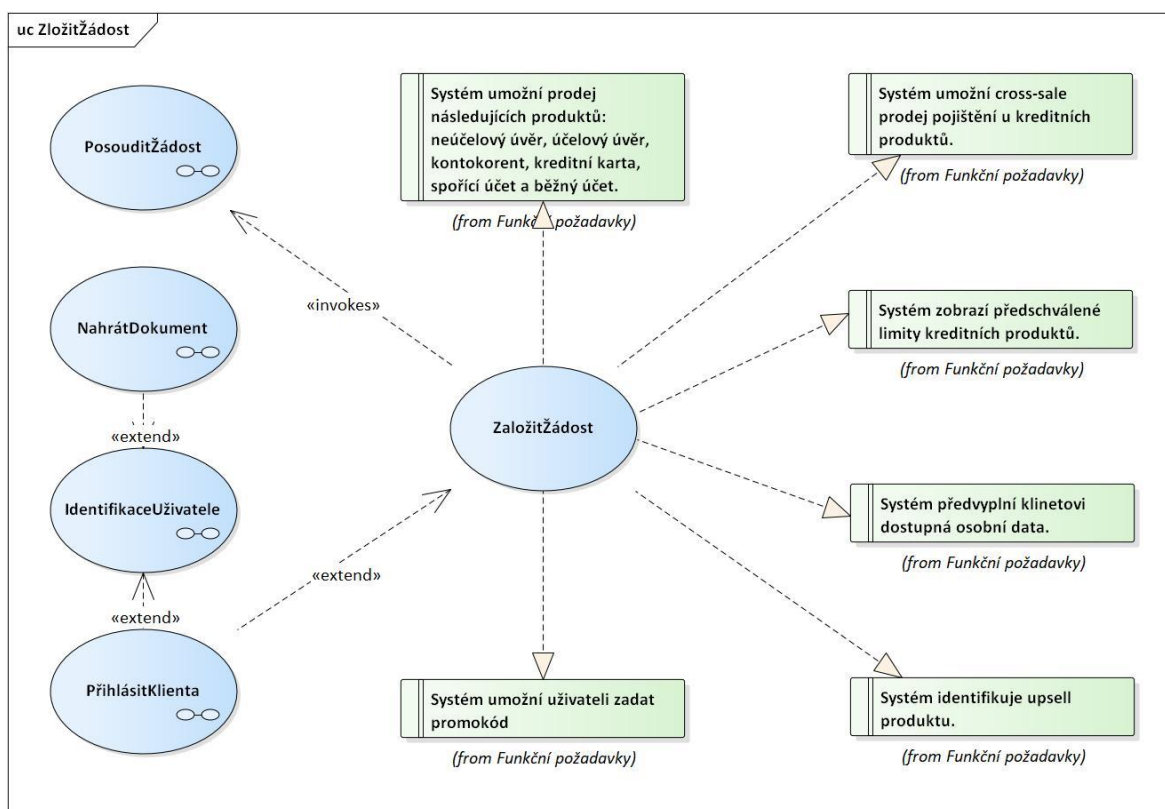 uc ZložitŽádost
PosouditŽádost
Systém umožní prodej
následujících produktů:
neúčelový úvěr, účelový úvěr,
kontokorent, kreditní karta,
spořící účet a běžný účet.
(from Funkční požadavky)
Systém umožní cross-sale
prodej pojištění u kreditních
produktů.
(from Funkční požadavky)
«invokes»
NahrátDokument
Systém zobrazí předschválené
limity kreditních produktů.
(from Funkční požadavky)
«extend»
ZaložitŽádost
IdentifikaceUživatele
Systém předvyplní klinetovi
dostupná osobní data.
(from Funkční požadavky)
«extend»
«extend»
PřihlásitKlienta
Systém umožní uživateli zadat
promokód
(from Funkční požadavky)
Systém identifikuje upsell
produktu.
(from Funkční požadavky)